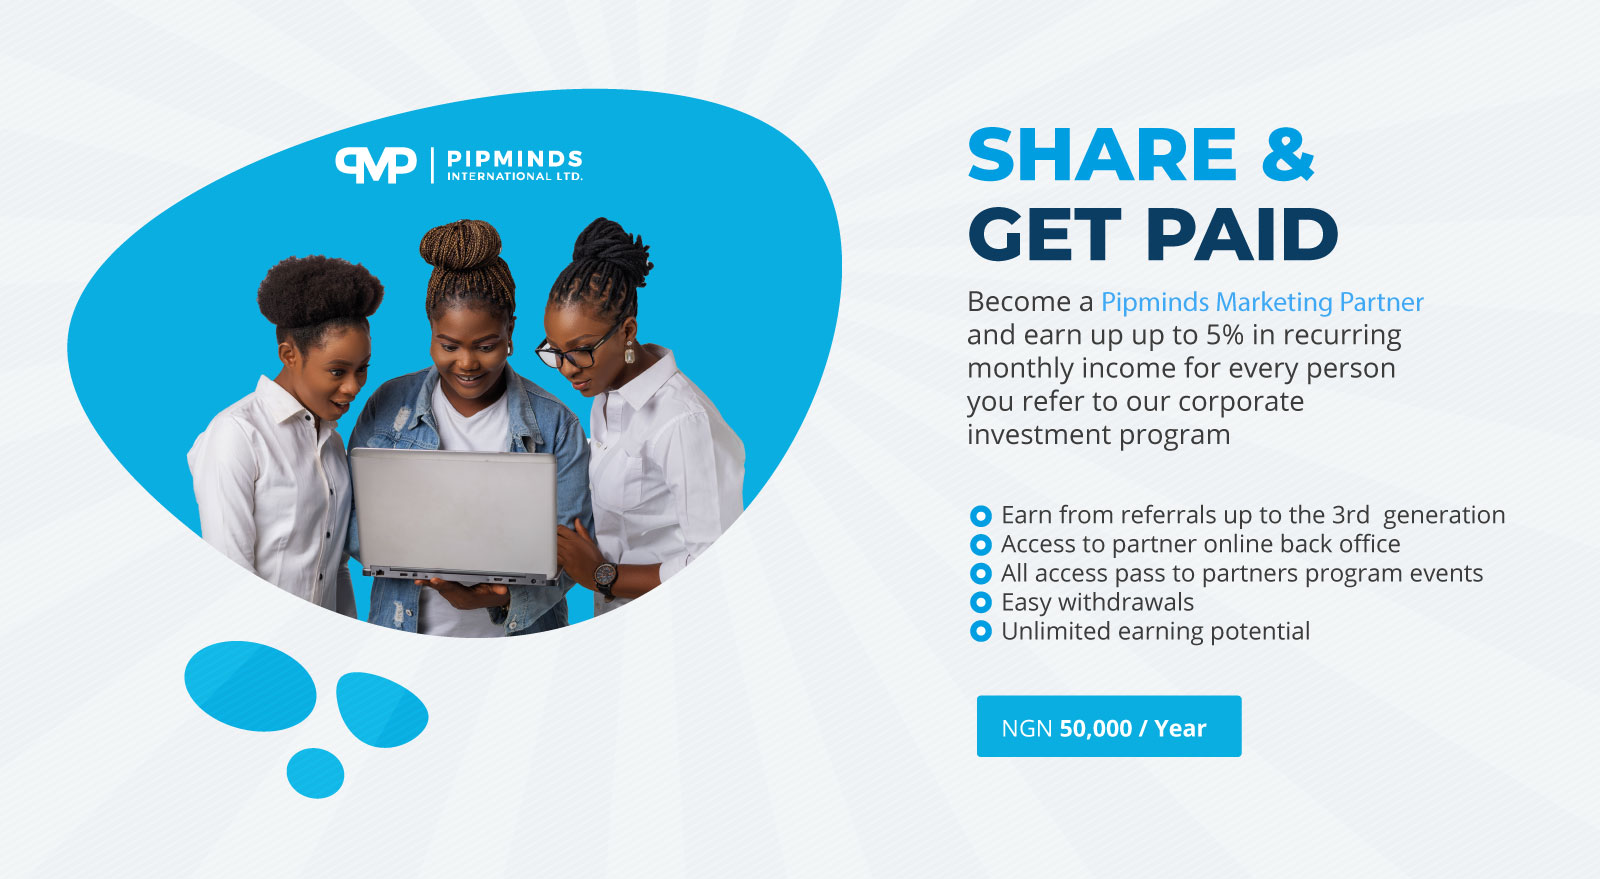 PMP
PIPMINDS
INTERNATIONAL LTD.
SHARE &
GET PAID
Become a Pipminds Marketing Partner
and earn up up to 5% in recurring
monthly income for every person
you refer to our corporate
investment program
Earn from referrals up to the 3rd generation
Access to partner online back office
All access pass to partners program events
Easy withdrawals
Unlimited earning potential
NGN 50,000 / Year